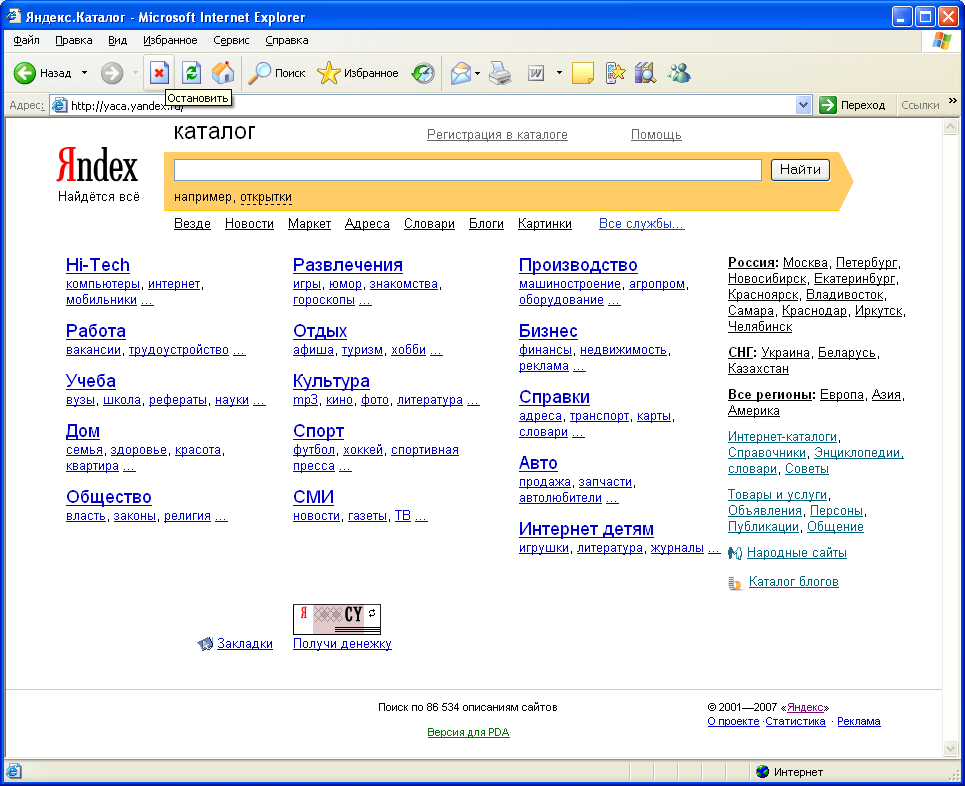 Яндекс.Каталог - Microsoft Internet Explorer
Файл Правка Вид Избранное Сервис Справка
Назад Поиск Избранное
Остановить
Адрес: http://yaca.yandex.ru/ Переход Ссылки
каталог Регистрация в каталоге Помощь
Яndex
Найдётся всё
Найти
например, открытки
Везде Новости Маркет Адреса Словари Блоги Картинки Все службы...
Hi-Tech
компьютеры, интернет,
мобильники ...
Работа
вакансии, трудоустройство ...
Учеба
вузы, школа, рефераты, науки ...
Дом
семья, здоровье, красота,
квартира ...
Общество
власть, законы, религия ...
Развлечения
игры, юмор, знакомства,
гороскопы ...
Отдых
афиша, туризм, хобби ...
Культура
mp3, кино, фото, литература ...
Спорт
футбол, хоккей, спортивная
пресса ...
СМИ
новости, газеты, ТВ ...
Производство
машиностроение, агропром,
оборудование ...
Бизнес
финансы, недвижимость,
реклама ...
Справки
адреса, транспорт, карты,
словари ...
Авто
продажа, запчасти,
автолюбители ...
Интернет детям
игрушки, литература, журналы ...
Россия: Москва, Петербург,
Новосибирск, Екатеринбург,
Красноярск, Владивосток,
Самара, Краснодар, Иркутск,
Челябинск
СНГ: Украина, Беларусь,
Казахстан
Все регионы: Европа, Азия,
Америка
Интернет-каталоги,
Справочники, Энциклопедии,
словари, Советы
Товары и услуги,
Объявления, Персоны,
Публикации, Общение
Народные сайты
Каталог блогов
Я CY
Закладки Получи денежку
Поиск по 86 534 описаниям сайтов
Версия для PDA
© 2001—2007 «Яндекс»
О проекте · Статистика · Реклама
Интернет